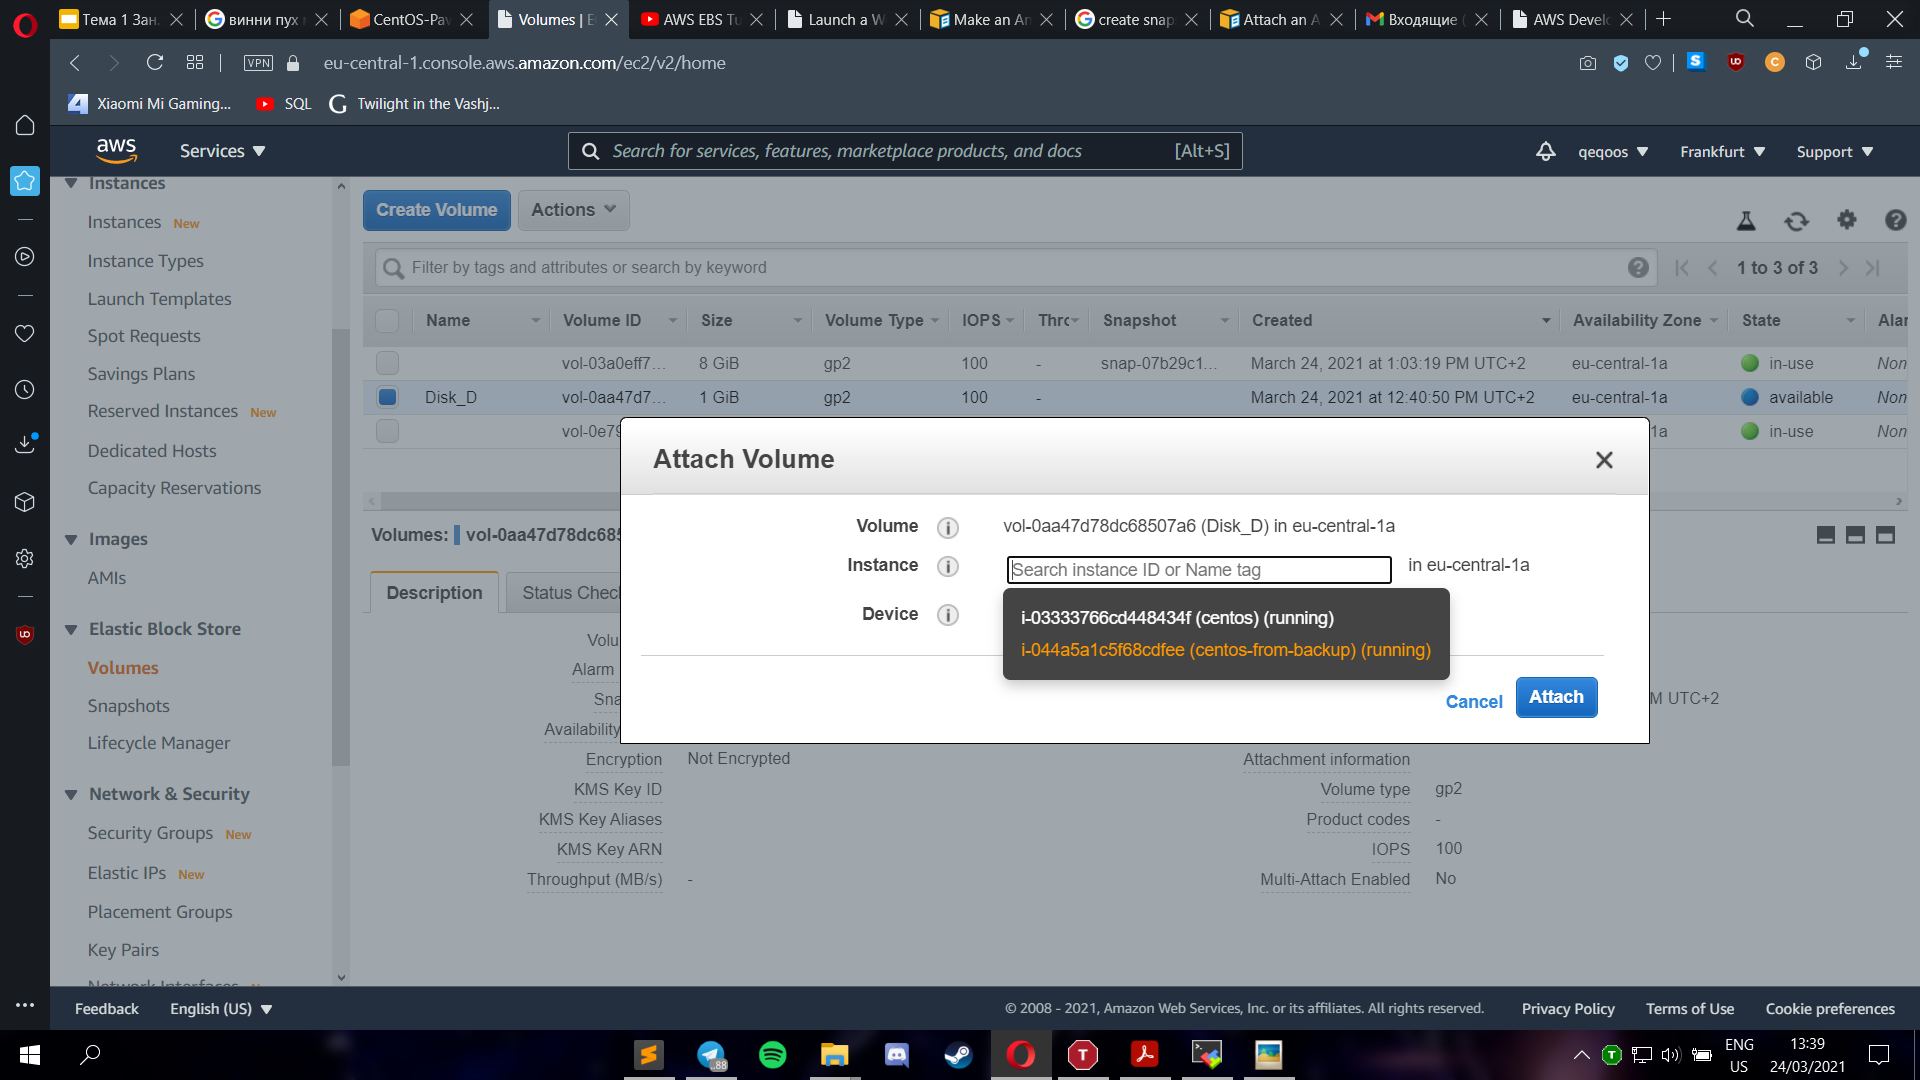 Тема 1 Зан.
винни пух
CentOS-Pav
Volumes | E
AWS EBS Tu
Launch a W
Make an Am
create snap
Attach an A
Входящие (
AWS Develo
VPN
eu-central-1.console.aws.amazon.com/ec2/v2/home
Xiaomi Mi Gaming...
SQL
Twilight in the Vashj...
aws
Services
Search for services, features, marketplace products, and docs
[Alt+S]
qeqoos
Frankfurt
Support
Instances
Instances New
Instance Types
Launch Templates
Spot Requests
Savings Plans
Reserved Instances New
Dedicated Hosts
Capacity Reservations
Images
AMIs
Elastic Block Store
Volumes
Snapshots
Lifecycle Manager
Network & Security
Security Groups New
Elastic IPs New
Placement Groups
Key Pairs
Create Volume
Actions
Filter by tags and attributes or search by keyword
1 to 3 of 3
Name Volume ID Size Volume Type IOPS Thrc Snapshot Created Availability Zone State Alar
vol-03a0eff7... 8 GiB gp2 100 - snap-07b29c1... March 24, 2021 at 1:03:19 PM UTC+2 eu-central-1a in-use Non
Disk_D vol-0aa47d7... 1 GiB gp2 100 - March 24, 2021 at 12:40:50 PM UTC+2 eu-central-1a available Non
vol-0e79 1a in-use Non
Volumes: vol-0aa47d78dc685
Description
Status Chec
Volu
Alarm
Sna
M UTC+2
Availability
Encryption Not Encrypted
Attachment information
KMS Key ID
Volume type gp2
KMS Key Aliases
Product codes -
KMS Key ARN
IOPS 100
Throughput (MB/s) -
Multi-Attach Enabled No
Attach Volume
Volume vol-0aa47d78dc68507a6 (Disk_D) in eu-central-1a
Instance Search instance ID or Name tag in eu-central-1a
Device
i-03333766cd448434f (centos) (running)
i-044a5a1c5f68cdfee (centos-from-backup) (running)
Cancel
Attach
Feedback
English (US)
© 2008 - 2021, Amazon Web Services, Inc. or its affiliates. All rights reserved.
Privacy Policy
Terms of Use
Cookie preferences
.88
ENG
US
13:39
24/03/2021